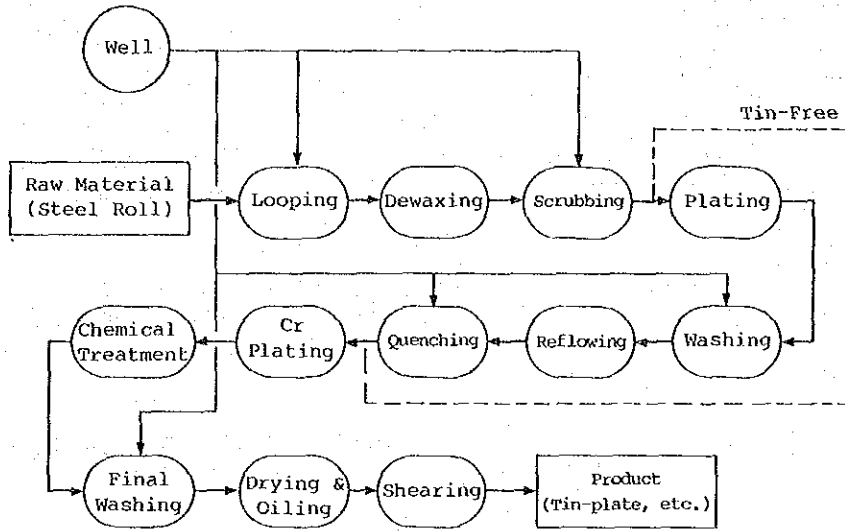 Well
Tin-Free
Raw Material
(Steel Roll)
Looping
Dewaxing
Scrubbing
Plating
Chemical
Treatment
Cr
Plating
Quenching
Reflowing
Washing
Final
Washing
Drying &
Oiling
Shearing
Product
(Tin-plate, etc.)